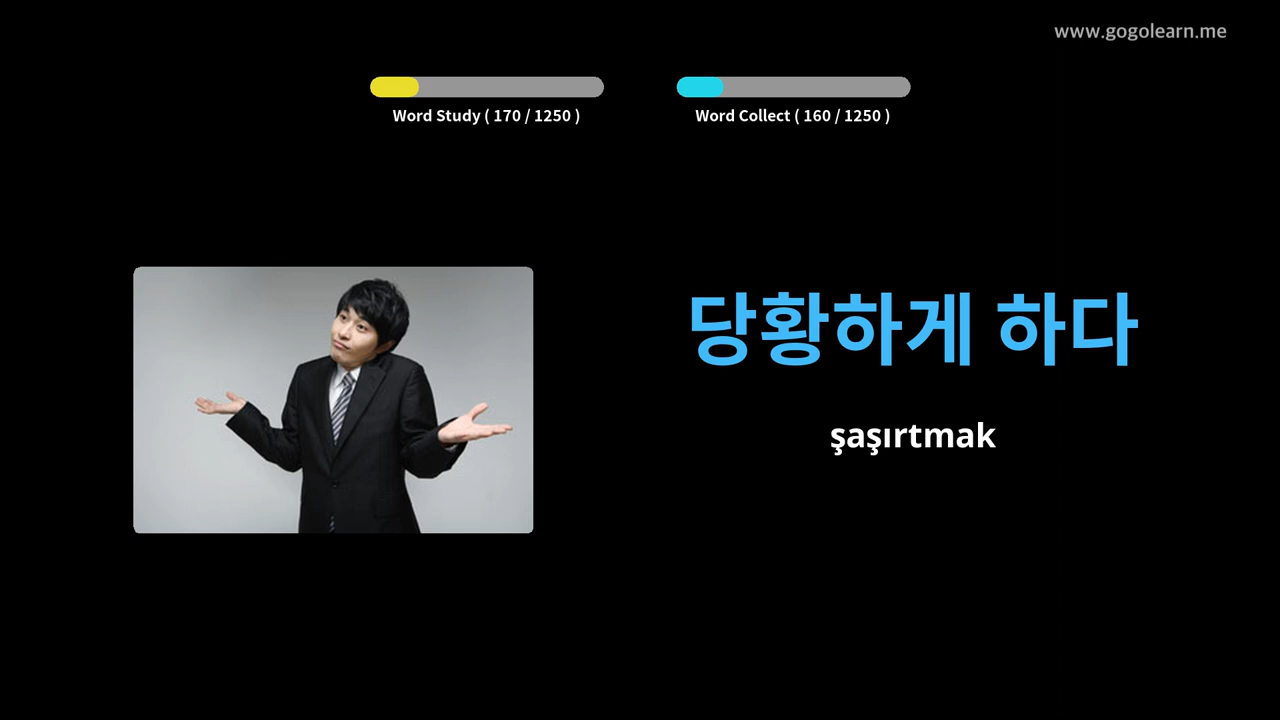 www.gogolearn.me
Word Study ( 170 / 1250 )
Word Collect ( 160 / 1250 )
당황하게 하다
şaşırtmak